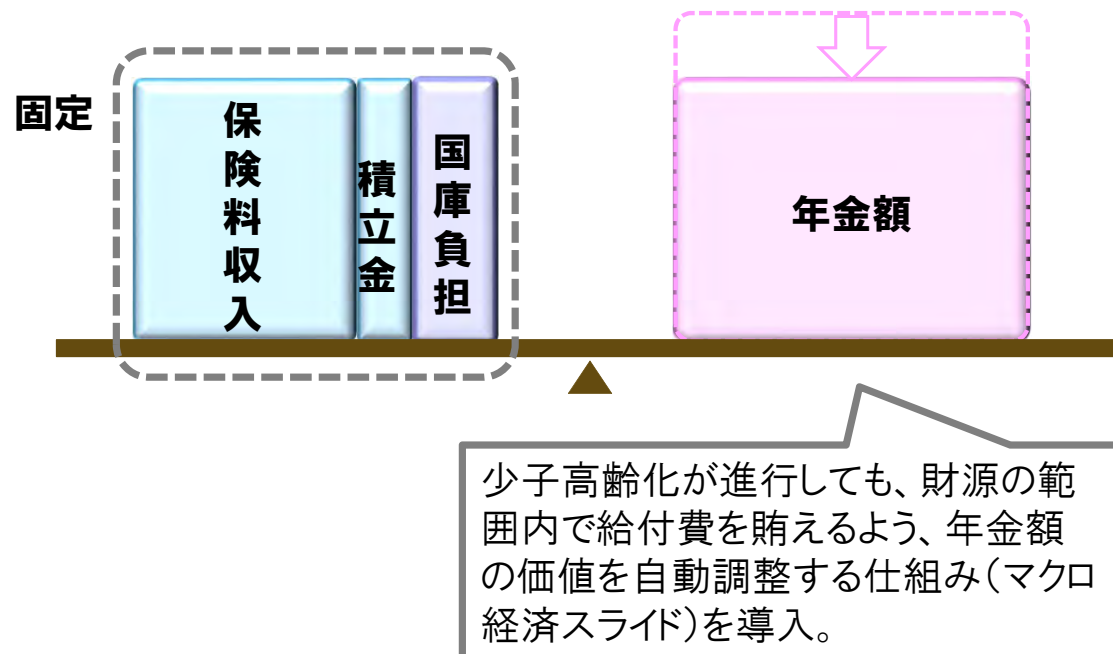 固定
保険料収入
積立金
国庫負担
年金額
少子高齢化が進行しても、財源の範
囲内で給付費を賄えるよう、年金額
の価値を自動調整する仕組み（マクロ
経済スライド）を導入。